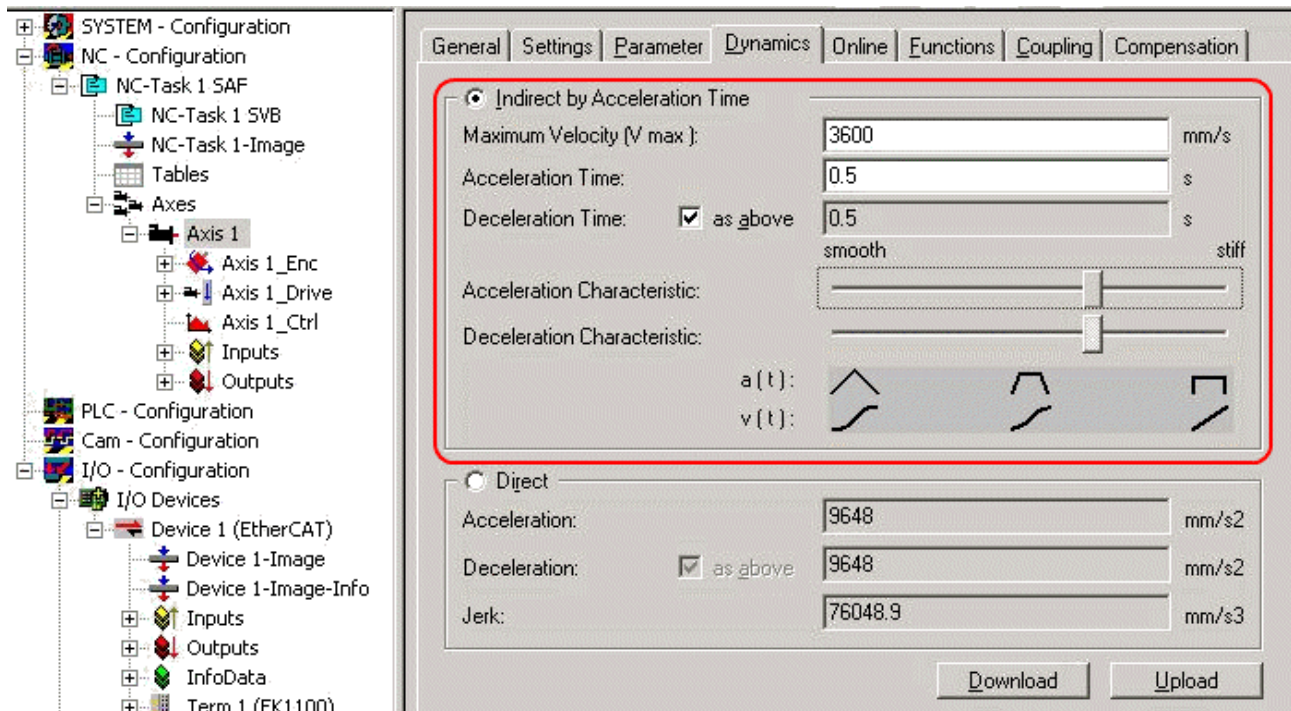 SYSTEM - Configuration
NC - Configuration
NC-Task 1 SAF
NC-Task 1 SVB
NC-Task 1-Image
Tables
Axes
Axis 1
Axis 1_Enc
Axis 1_Drive
Axis 1_Ctrl
Inputs
Outputs
PLC - Configuration
Cam - Configuration
I/O - Configuration
I/O Devices
Device 1 (EtherCAT)
Device 1-Image
Device 1-Image-Info
Inputs
Outputs
InfoData
Term 1 (EK1100)
General Settings Parameter Dynamics Online Functions Coupling Compensation
Indirect by Acceleration Time
Maximum Velocity (V max ): 3600 mm/s
Acceleration Time: 0.5 s
Deceleration Time: as above 0.5 s
smooth stiff
Acceleration Characteristic:
Deceleration Characteristic:
a(t):
v(t):
Direct
Acceleration: 9648 mm/s2
Deceleration: as above 9648 mm/s2
Jerk: 76048.9 mm/s3
Download Upload